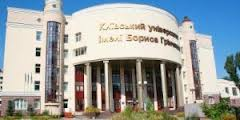 Київський університет
імені Бориса Грінченка